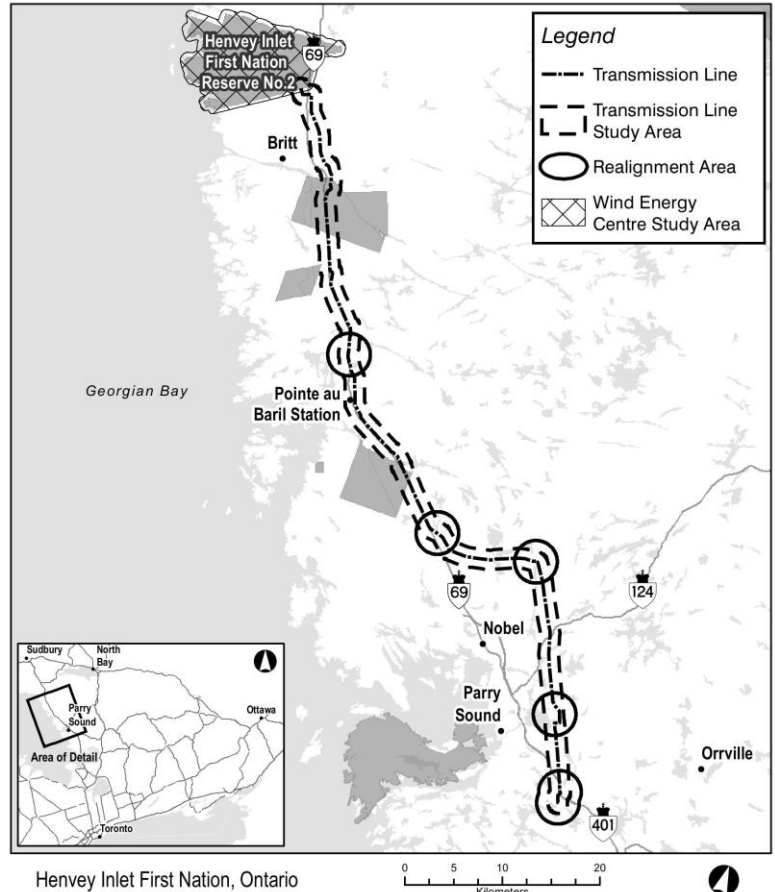 Henvey Inlet
First Nation
Reserve No.2
69
Legend
Transmission Line
Transmission Line
Study Area
Realignment Area
Wind Energy
Centre Study Area
Britt
Georgian Bay
Pointe au
Baril Station
69
124
Nobel
Parry
Sound
Orrville
401
Sudbury
North
Bay
Parry
Sound
Ottawa
Area of Detail
Toronto
Henvey Inlet First Nation, Ontario
0 5 10 20
Kilometers